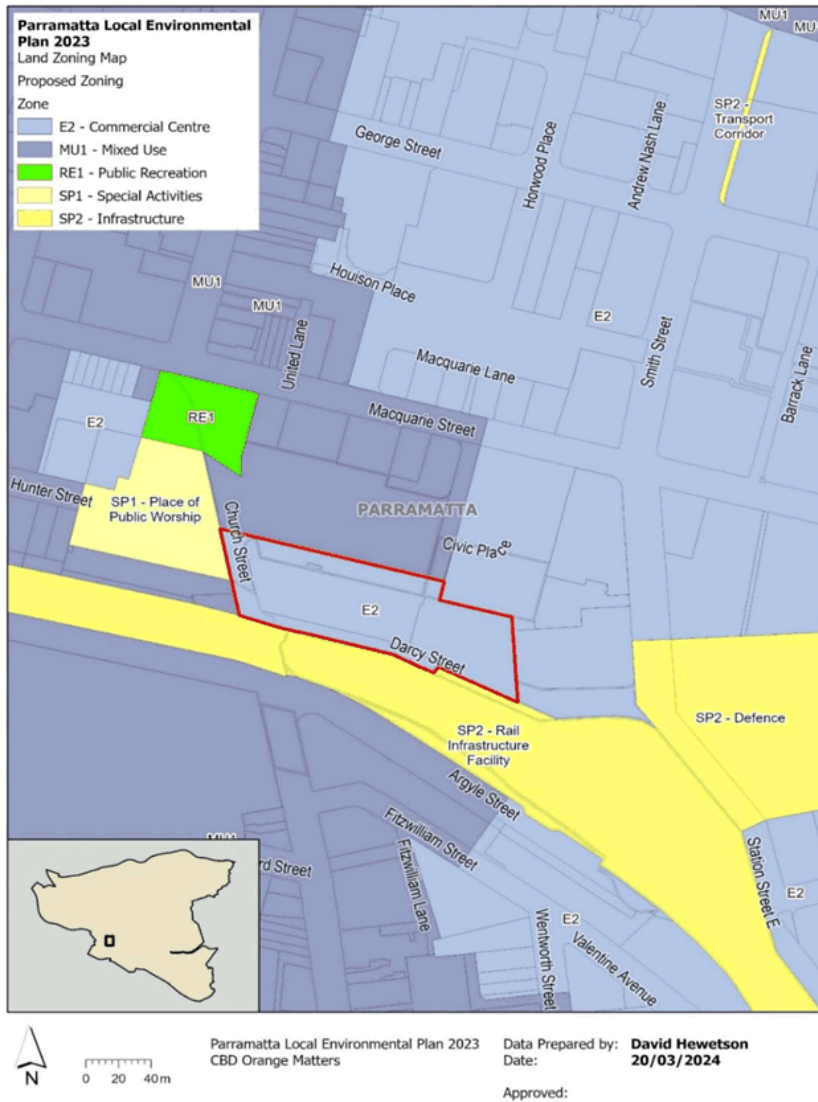 Parramatta Local Environmental
Plan 2023
Land Zoning Map
Proposed Zoning
Zone
E2 - Commercial Centre
MU1 - Mixed Use
RE1 - Public Recreation
SP1 - Special Activities
SP2 - Infrastructure
MU1
MU
SP2 -
Transport
Corridor
George Street
Horwood Place
Andrew Nash Lane
Houison Place
MU1
MU1
United Lane
E2
Smith Street
Barrack Lane
Macquarie Lane
Macquarie Street
RE1
E2
Hunter Street
SP1 - Place of
Public Worship
PARRAMATTA
Church Street
Civic Place
E2
Darcy Street
SP2 - Rail
Infrastructure
Facility
SP2 - Defence
Argyle Street
Fitzwilliam Street
Fitzwilliam Lane
MU1
rd Street
Station Street E
E2
E2
Wentworth Street
Valentine Avenue
N
0 20 40 m
Parramatta Local Environmental Plan 2023
CBD Orange Matters
Data Prepared by: David Hewetson
Date: 20/03/2024
Approved: